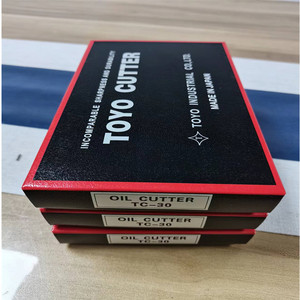 INCOMPARABLE SHARPNESS AND DURABILITY
TOYO CUTTER
TOYO INDUSTRIAL CO.,LTD.
MADE IN JAPAN
OIL CUTTER
TC-30
OIL CUTTER
TC-30
OIL CUTTER
TC-30